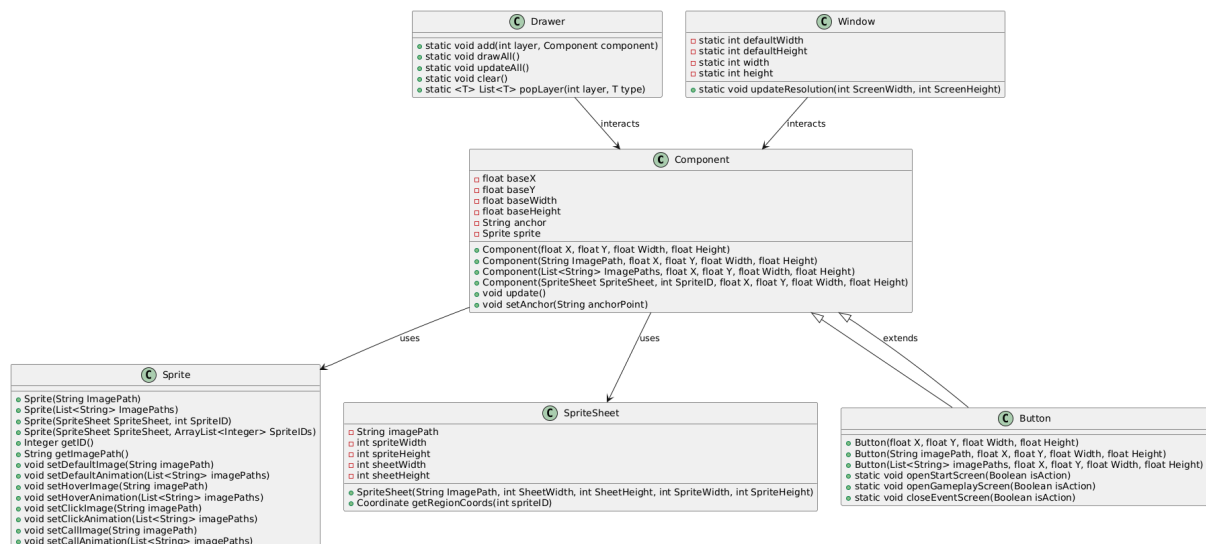 C Drawer
static void add(int layer, Component component)
static void drawAll()
static void updateAll()
static void clear()
static <T> List<T> popLayer(int layer, T type)
C Window
static int defaultWidth
static int defaultHeight
static int width
static int height
static void updateResolution(int ScreenWidth, int ScreenHeight)
interacts
interacts
C Component
float baseX
float baseY
float baseWidth
float baseHeight
String anchor
Sprite sprite
Component(float X, float Y, float Width, float Height)
Component(String ImagePath, float X, float Y, float Width, float Height)
Component(List<String> ImagePaths, float X, float Y, float Width, float Height)
Component(SpriteSheet SpriteSheet, int SpriteID, float X, float Y, float Width, float Height)
void update()
void setAnchor(String anchorPoint)
uses
uses
extends
C Sprite
Sprite(String ImagePath)
Sprite(List<String> ImagePaths)
Sprite(SpriteSheet SpriteSheet, int SpriteID)
Sprite(SpriteSheet SpriteSheet, ArrayList<Integer> SpriteIDs)
Integer getID()
String getImagePath()
void setDefaultImage(String imagePath)
void setDefaultAnimation(List<String> imagePaths)
void setHoverImage(String imagePath)
void setHoverAnimation(List<String> imagePaths)
void setClickImage(String imagePath)
void setClickAnimation(List<String> imagePaths)
void setCallImage(String imagePath)
void setCallAnimation(List<String> imagePaths)
C SpriteSheet
String imagePath
int spriteWidth
int spriteHeight
int sheetWidth
int sheetHeight
SpriteSheet(String ImagePath, int SheetWidth, int SheetHeight, int SpriteWidth, int SpriteHeight)
Coordinate getRegionCoords(int spriteID)
C Button
Button(float X, float Y, float Width, float Height)
Button(String imagePath, float X, float Y, float Width, float Height)
Button(List<String> imagePaths, float X, float Y, float Width, float Height)
static void openStartScreen(Boolean isAction)
static void openGameplayScreen(Boolean isAction)
static void closeEventScreen(Boolean isAction)